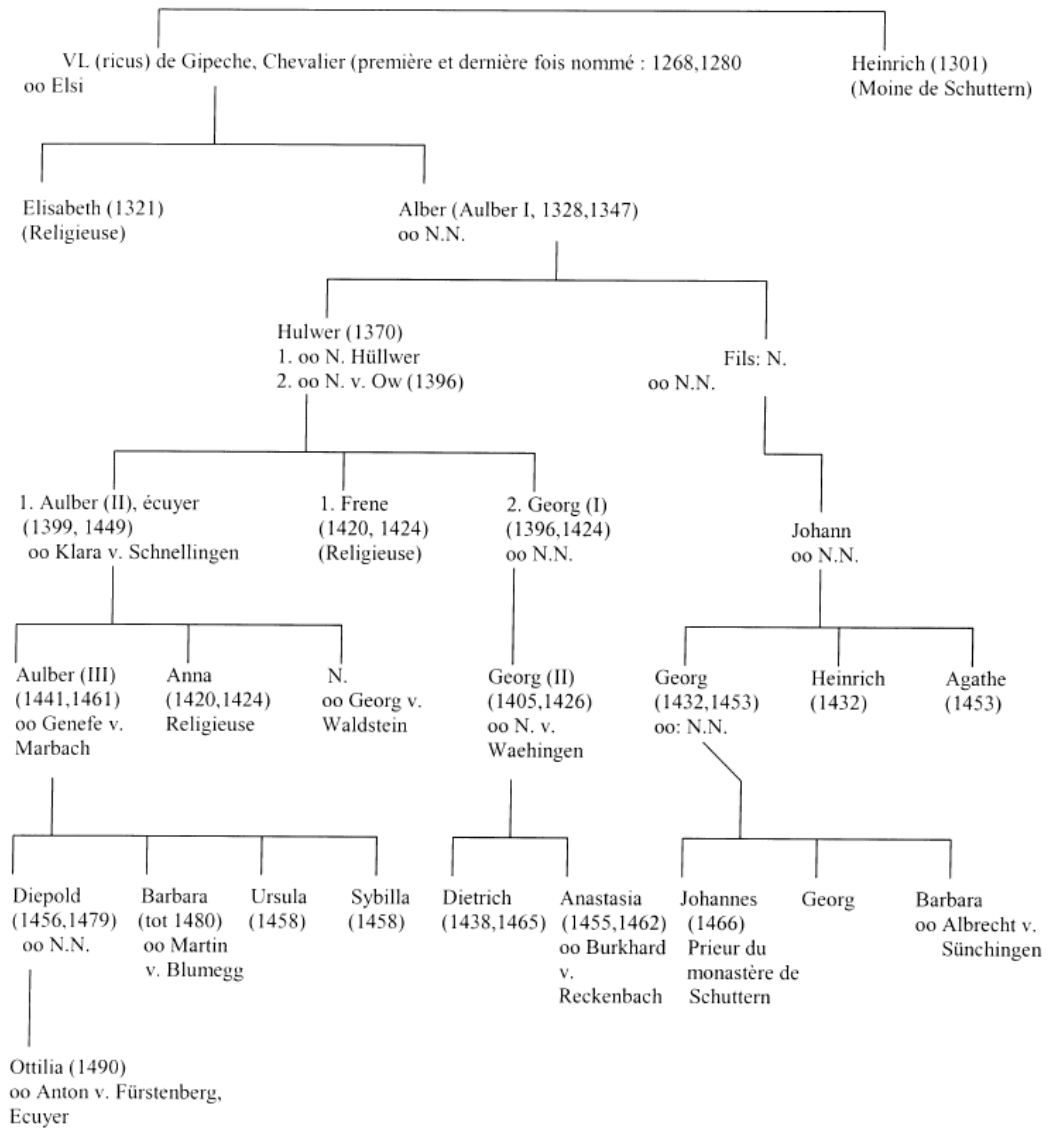 VL (ricus) de Gipeche, Chevalier (première et dernière fois nommé : 1268,1280
oo Elsi
Heinrich (1301)
(Moine de Schuttern)
Elisabeth (1321)
(Religieuse)
Alber (Aulber I, 1328,1347)
oo N.N.
Hulwer (1370)
1. oo N. Hüllwer
2. oo N. v. Ow (1396)
Fils: N.
oo N.N.
1. Aulber (II), écuyer
(1399, 1449)
oo Klara v. Schnellingen
1. Frene
(1420, 1424)
(Religieuse)
2. Georg (I)
(1396,1424)
oo N.N.
Johann
oo N.N.
Aulber (III)
(1441,1461)
oo Genefe v.
Marbach
Anna
(1420,1424)
Religieuse
N.
oo Georg v.
Waldstein
Georg (II)
(1405,1426)
oo N. v.
Waehingen
Georg
(1432,1453)
oo: N.N.
Heinrich
(1432)
Agathe
(1453)
Diepold
(1456,1479)
oo N.N.
Barbara
(tot 1480)
oo Martin
v. Blumegg
Ursula
(1458)
Sybilla
(1458)
Dietrich
(1438,1465)
Anastasia
(1455,1462)
oo Burkhard
v.
Reckenbach
Johannes
(1466)
Prieur du
monastère de
Schuttern
Georg
Barbara
oo Albrecht v.
Sünchingen
Ottilia (1490)
oo Anton v. Fürstenberg,
Ecuyer